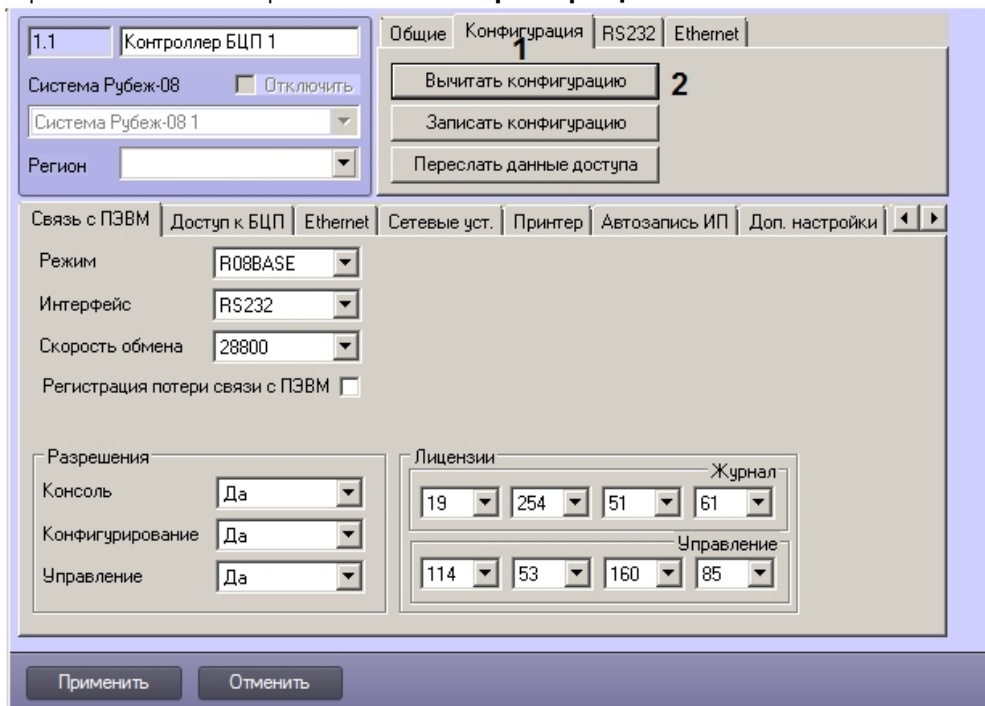 1.1 Контроллер БЦП 1
Система Рубеж-08 Отключить
Система Рубеж-08 1
Регион
Общие Конфигурация RS232 Ethernet
1
Вычитать конфигурацию 2
Записать конфигурацию
Переслать данные доступа
Связь с ПЭВМ Доступ к БЦП Ethernet Сетевые уст. Принтер Автозапись ИП Доп. настройки
Режим R08BASE
Интерфейс RS232
Скорость обмена 28800
Регистрация потери связи с ПЭВМ
Разрешения
Консоль Да
Конфигурирование Да
Управление Да
Лицензии
Журнал
19 254 51 61
Управление
114 53 160 85
Применить Отменить